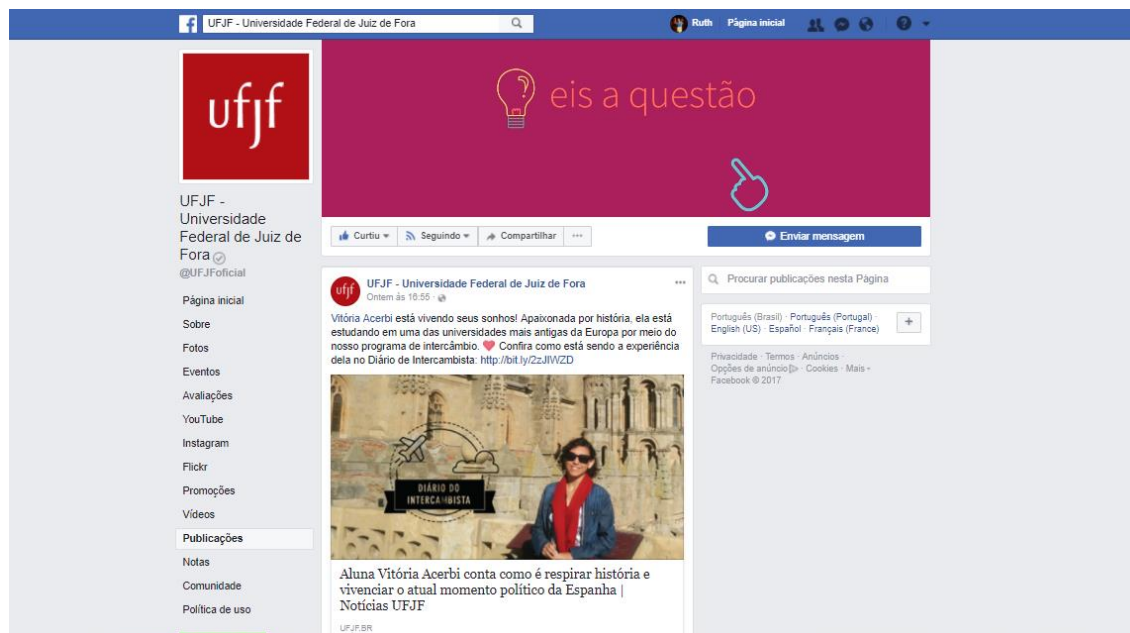 UFJF - Universidade Federal de Juiz de Fora
Ruth
Página inicial
ufjf
eis a questão
UFJF -
Universidade
Federal de Juiz de
Fora
@UFJFoficial
Curtiu
Seguindo
Compartilhar
Enviar mensagem
Página inicial
Sobre
Fotos
Eventos
Avaliações
YouTube
Instagram
Flickr
Promoções
Vídeos
Publicações
Notas
Comunidade
Política de uso
ufjf
UFJF - Universidade Federal de Juiz de Fora
Ontem às 16:55
Vitória Acerbi está vivendo seus sonhos! Apaixonada por história, ela está
estudando em uma das universidades mais antigas da Europa por meio do
nosso programa de intercâmbio. ❤ Confira como está sendo a experiência
dela no Diário de Intercambista: http://bit.ly/2zJIWZD
DIÁRIO DO
INTERCAMBISTA
Aluna Vitória Acerbi conta como é respirar história e
vivenciar o atual momento político da Espanha |
Notícias UFJF
UFJF.BR
Procurar publicações nesta Página
Português (Brasil) · Português (Portugal) ·
English (US) · Español · Français (France)
Privacidade · Termos · Anúncios ·
Opções de anúncio · Cookies · Mais
Facebook © 2017